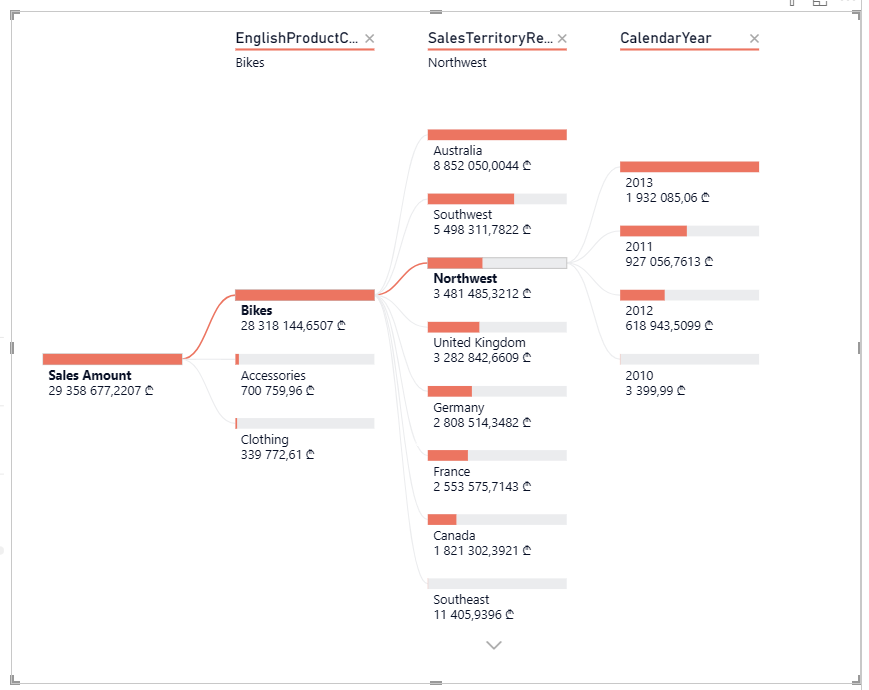 EnglishProductC...
Bikes
SalesTerritoryRe...
Northwest
CalendarYear
Sales Amount
29 358 677,2207 ₾
Bikes
28 318 144,6507 ₾
Accessories
700 759,96 ₾
Clothing
339 772,61 ₾
Australia
8 852 050,0044 ₾
Southwest
5 498 311,7822 ₾
Northwest
3 481 485,3212 ₾
United Kingdom
3 282 842,6609 ₾
Germany
2 808 514,3482 ₾
France
2 553 575,7143 ₾
Canada
1 821 302,3921 ₾
Southeast
11 405,9396 ₾
2013
1 932 085,06 ₾
2011
927 056,7613 ₾
2012
618 943,5099 ₾
2010
3 399,99 ₾